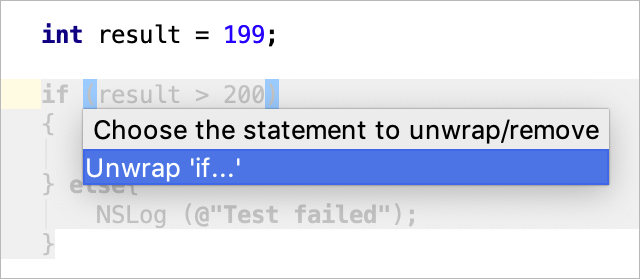 int result = 199;
if (result > 200)
{
Choose the statement to unwrap/remove
Unwrap 'if...'
} else{
NSLog (@"Test failed");
}